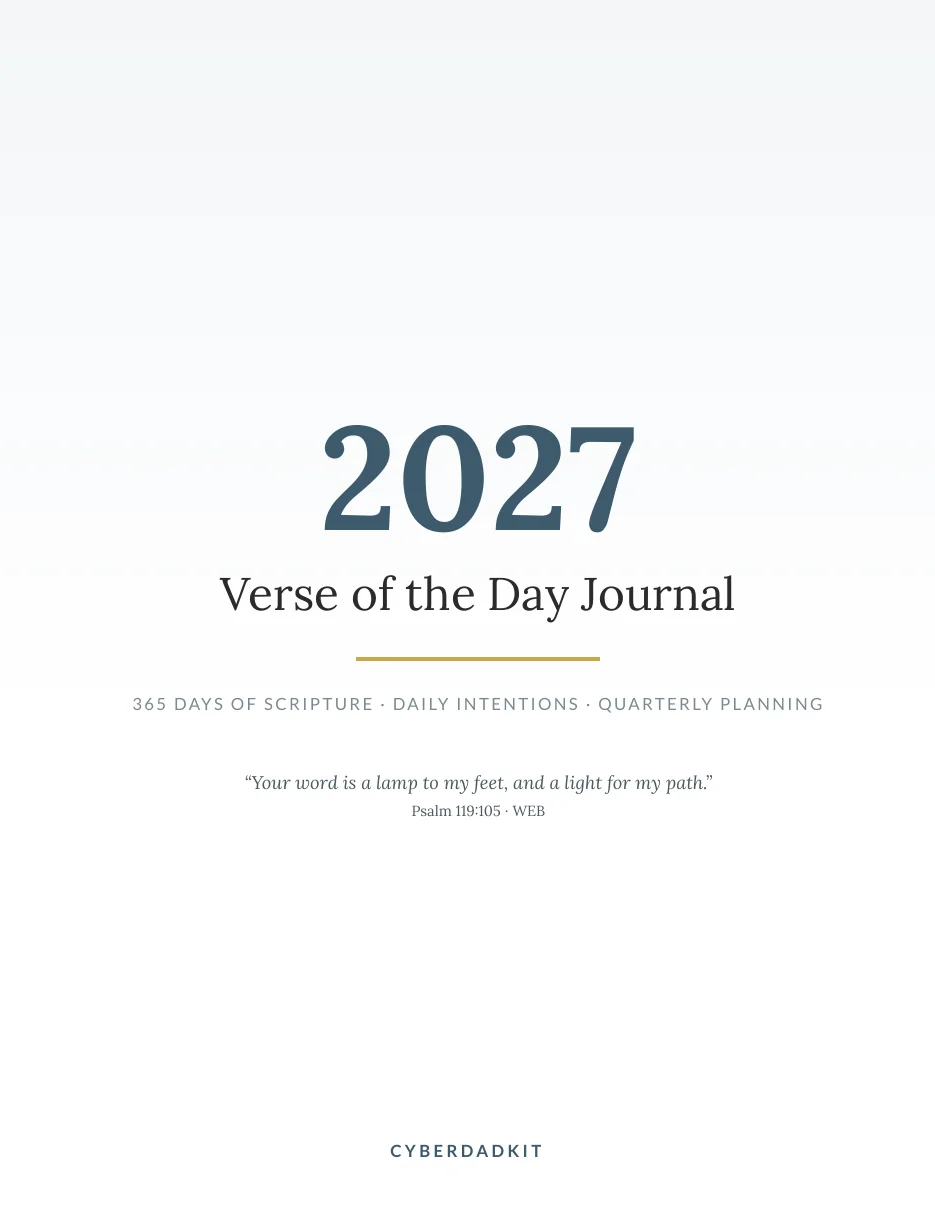 2027
Verse of the Day Journal
365 DAYS OF SCRIPTURE · DAILY INTENTIONS · QUARTERLY PLANNING
“Your word is a lamp to my feet, and a light for my path.”
Psalm 119:105 · WEB
CYBERDADKIT